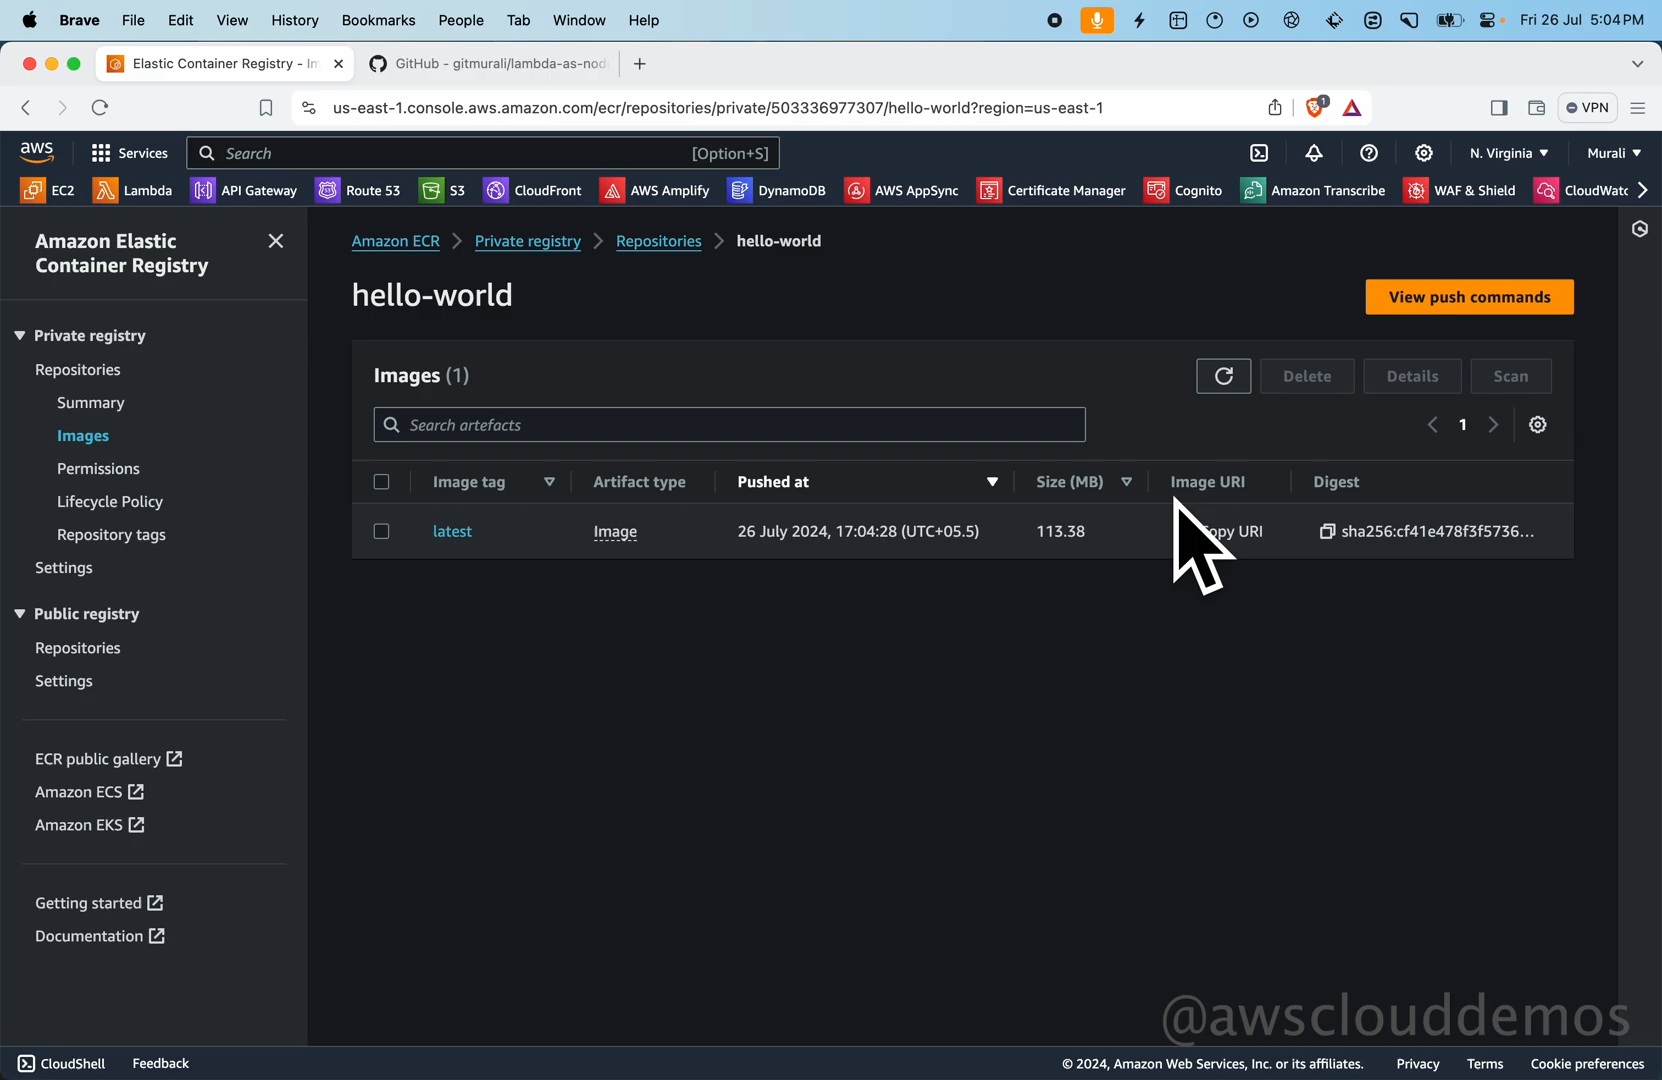 Brave File Edit View History Bookmarks People Tab Window Help Fri 26 Jul 5:04 PM
Elastic Container Registry - Im GitHub - gitmurali/lambda-as-node
us-east-1.console.aws.amazon.com/ecr/repositories/private/503336977307/hello-world?region=us-east-1 1 VPN
aws Services Search [Option+S] N. Virginia Murali
EC2 Lambda API Gateway Route 53 S3 CloudFront AWS Amplify DynamoDB AWS AppSync Certificate Manager Cognito Amazon Transcribe WAF & Shield CloudWatc
Amazon Elastic
Container Registry
Private registry
Repositories
Summary
Images
Permissions
Lifecycle Policy
Repository tags
Settings
Public registry
Repositories
Settings
ECR public gallery
Amazon ECS
Amazon EKS
Getting started
Documentation
Amazon ECR Private registry Repositories hello-world
hello-world
View push commands
Images (1)
Delete Details Scan
Search artefacts
1
Image tag Artifact type Pushed at Size (MB) Image URI Digest
latest Image 26 July 2024, 17:04:28 (UTC+05.5) 113.38 opy URI sha256:cf41e478f3f5736...
@awsclouddemos
CloudShell Feedback © 2024, Amazon Web Services, Inc. or its affiliates. Privacy Terms Cookie preferences